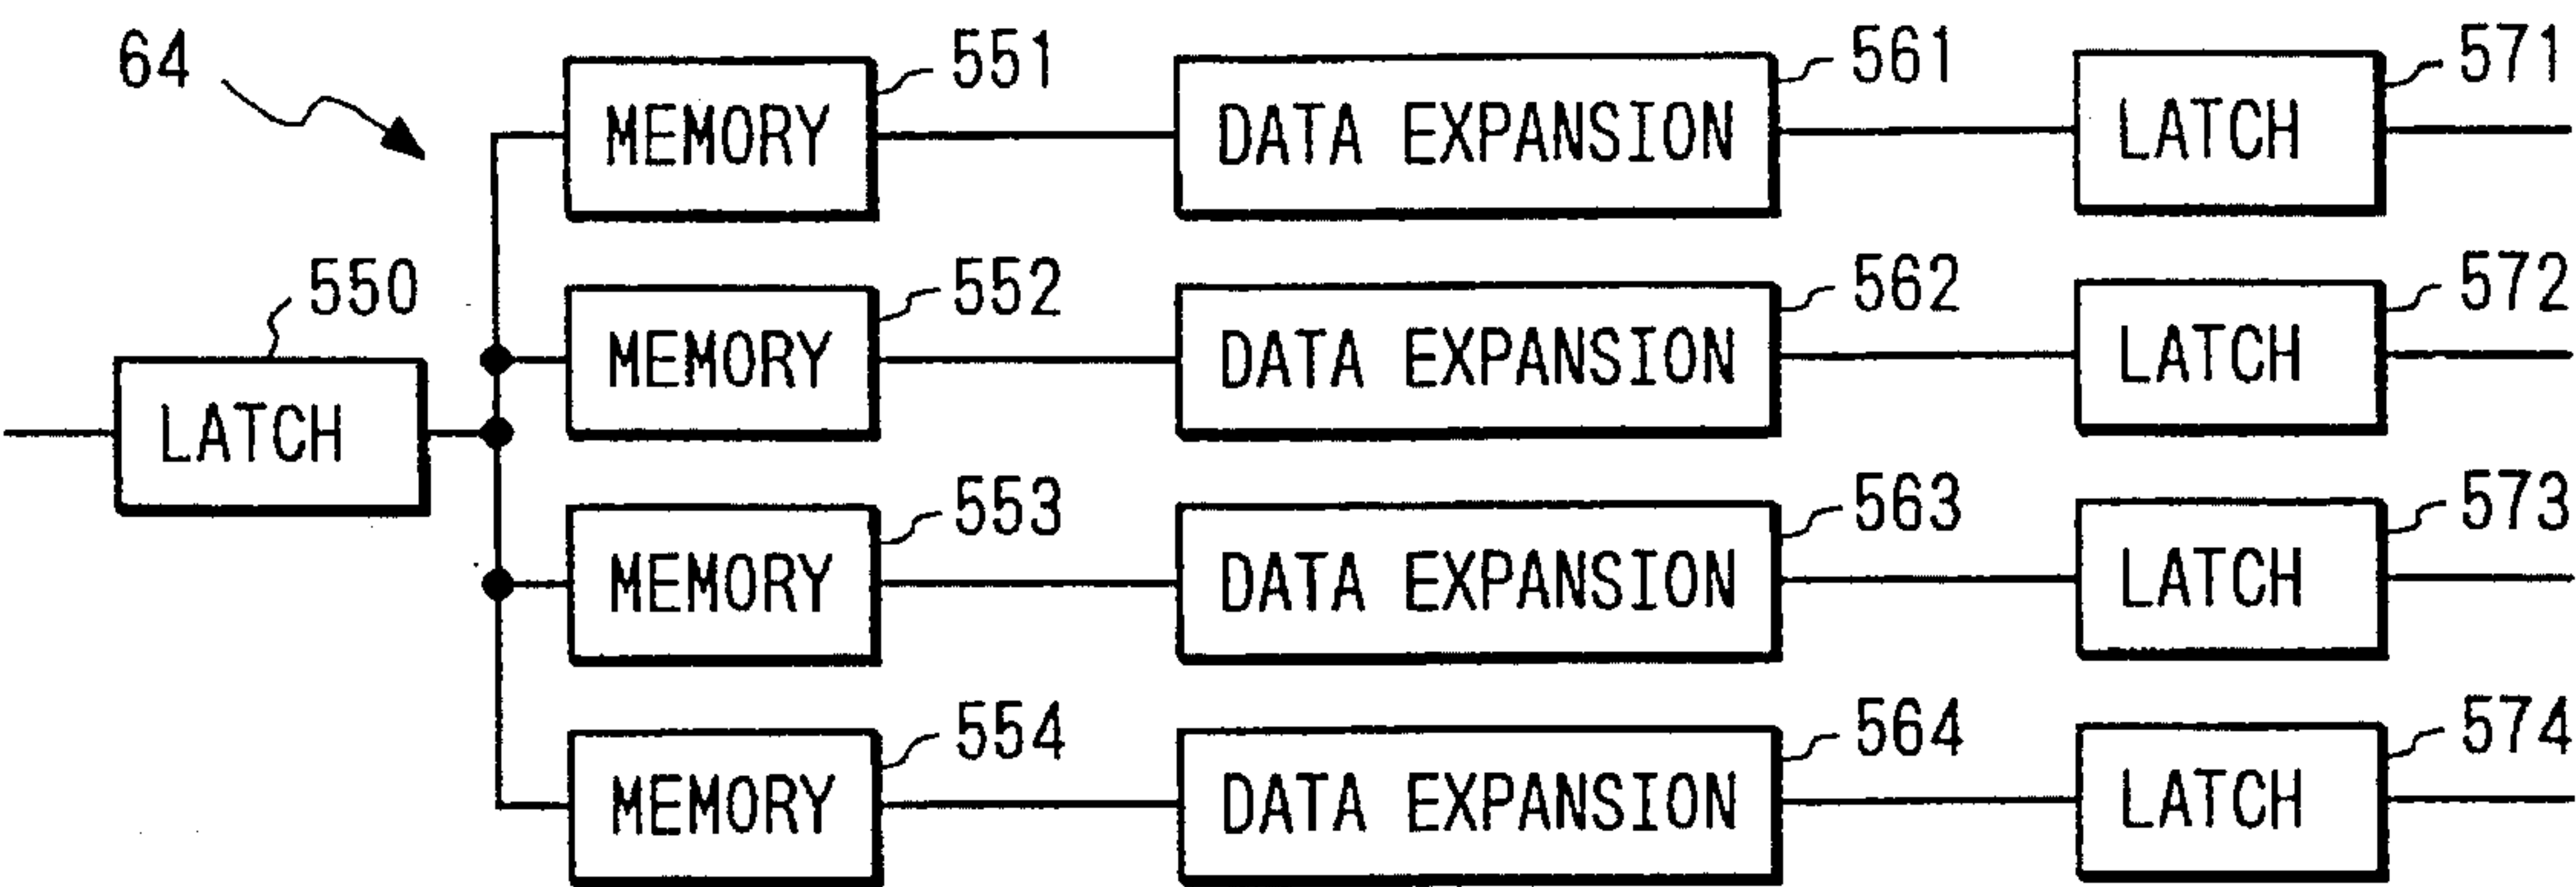 64
551
561
571
MEMORY
DATA EXPANSION
LATCH
550
552
562
572
MEMORY
DATA EXPANSION
LATCH
LATCH
553
563
573
MEMORY
DATA EXPANSION
LATCH
554
564
574
MEMORY
DATA EXPANSION
LATCH